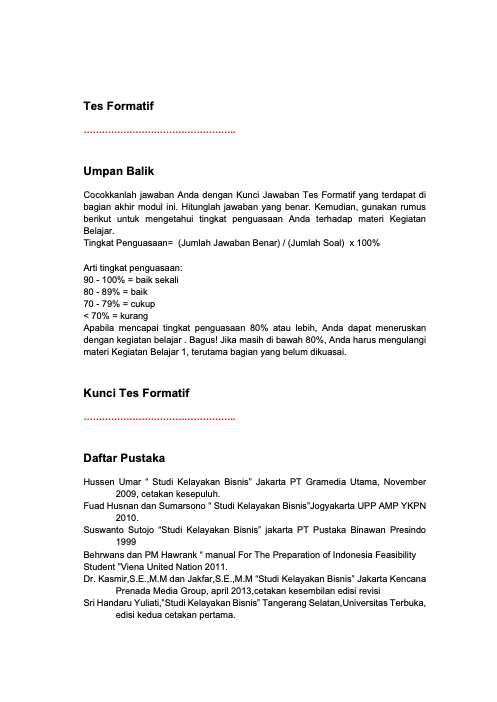 Tes Formatif
……………………………………………..
Umpan Balik
Cocokkanlah jawaban Anda dengan Kunci Jawaban Tes Formatif yang terdapat di
bagian akhir modul ini. Hitunglah jawaban yang benar. Kemudian, gunakan rumus
berikut untuk mengetahui tingkat penguasaan Anda terhadap materi Kegiatan
Belajar.
Tingkat Penguasaan=  (Jumlah Jawaban Benar) / (Jumlah Soal)  x 100%
Arti tingkat penguasaan:
90 - 100% = baik sekali
80 - 89% = baik
70 - 79% = cukup
< 70% = kurang
Apabila mencapai tingkat penguasaan 80% atau lebih, Anda dapat meneruskan
dengan kegiatan belajar . Bagus! Jika masih di bawah 80%, Anda harus mengulangi
materi Kegiatan Belajar 1, terutama bagian yang belum dikuasai.
Kunci Tes Formatif
……………………………………………..
Daftar Pustaka
Hussen Umar “ Studi Kelayakan Bisnis” Jakarta PT Gramedia Utama, November
2009, cetakan kesepuluh.
Fuad Husnan dan Sumarsono “ Studi Kelayakan Bisnis”Jogyakarta UPP AMP YKPN
2010.
Suswanto Sutojo “Studi Kelayakan Bisnis” jakarta PT Pustaka Binawan Presindo
1999
Behrwans dan PM Hawrank “ manual For The Preparation of Indonesia Feasibility
Student ”Viena United Nation 2011.
Dr. Kasmir,S.E.,M.M dan Jakfar,S.E.,M.M “Studi Kelayakan Bisnis” Jakarta Kencana
Prenada Media Group, april 2013,cetakan kesembilan edisi revisi
Sri Handaru Yuliati,”Studi Kelayakan Bisnis” Tangerang Selatan,Universitas Terbuka,
edisi kedua cetakan pertama.